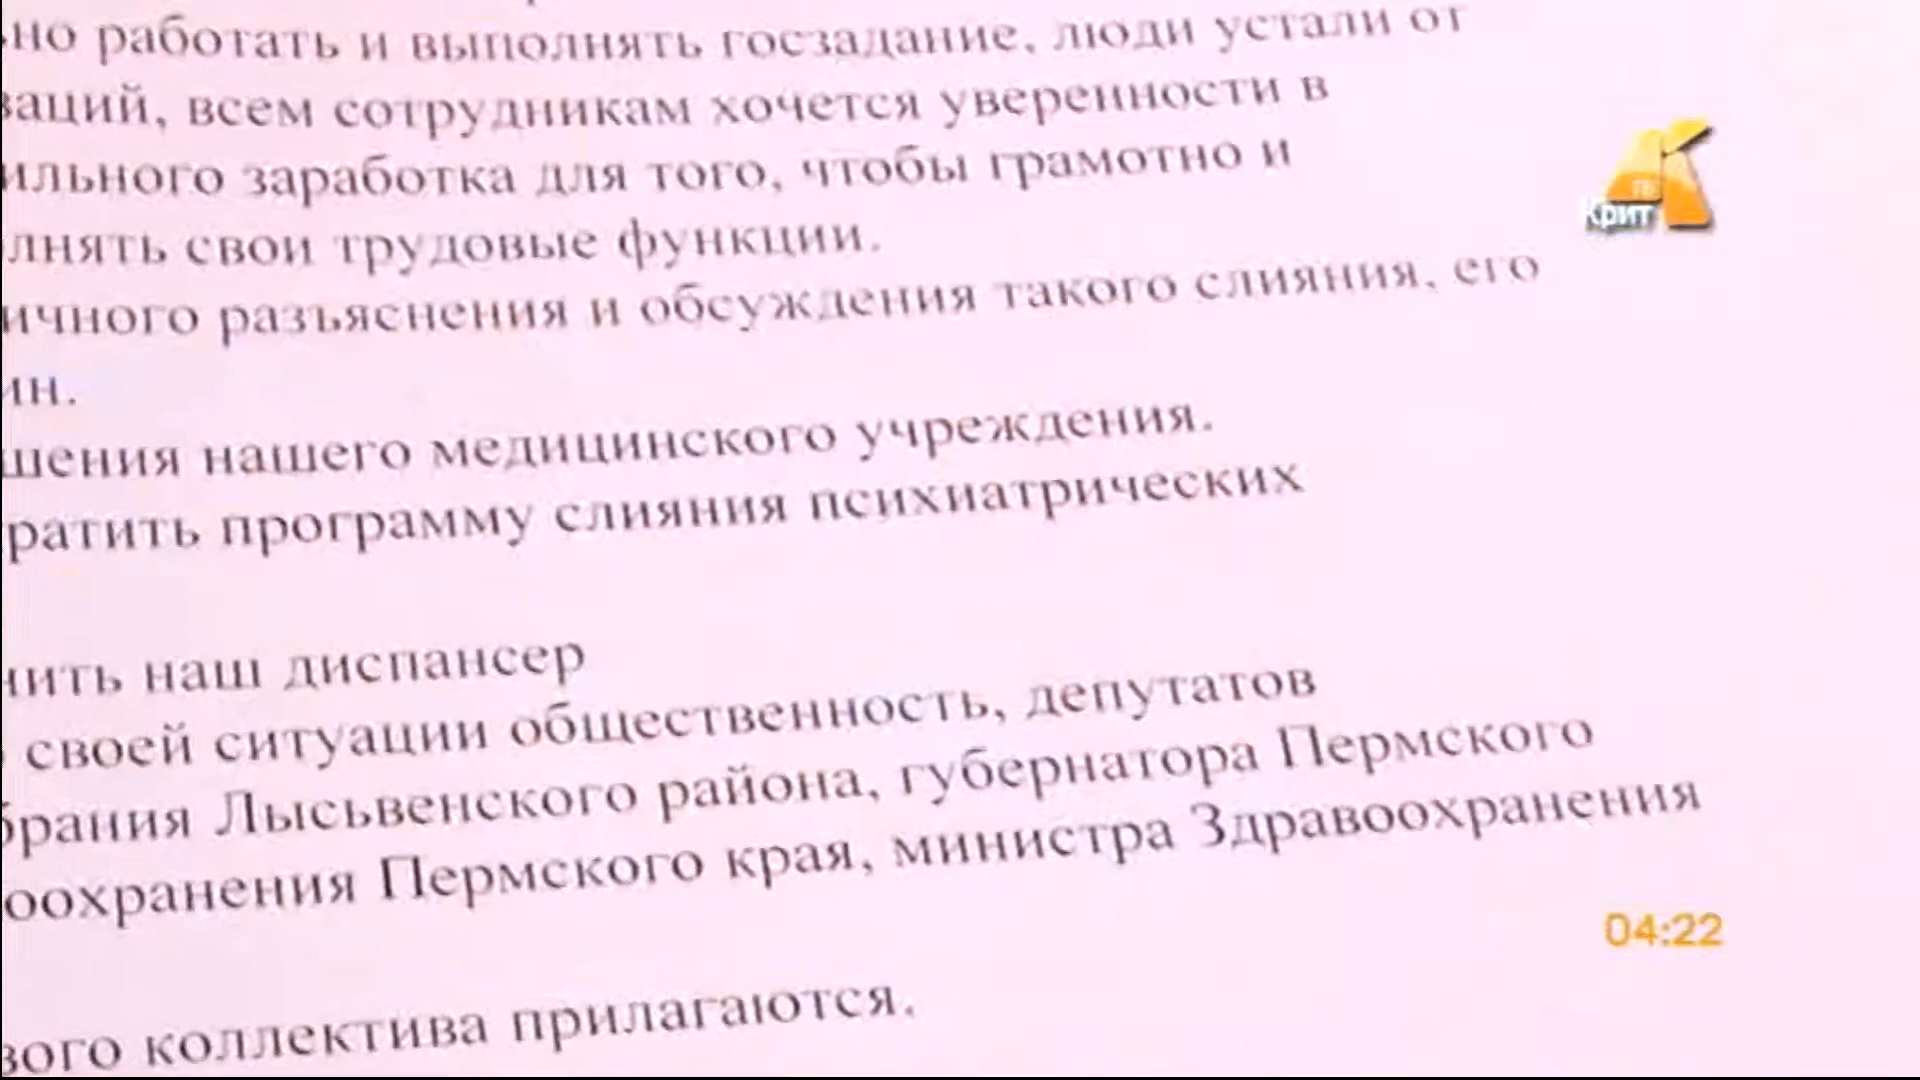 но работать и выполнять госзадание, люди устали от
заций, всем сотрудникам хочется уверенности в
ильного заработка для того, чтобы грамотно и
лнять свои трудовые функции.
ичного разъяснения и обсуждения такого слияния, его
ин.
шения нашего медицинского учреждения.
ратить программу слияния психиатрических
нить наш диспансер
своей ситуации общественность, депутатов
брания Лысьвенского района, губернатора Пермского
оохранения Пермского края, министра Здравоохранения
вого коллектива прилагаются.
ТВ
Крит
04:22